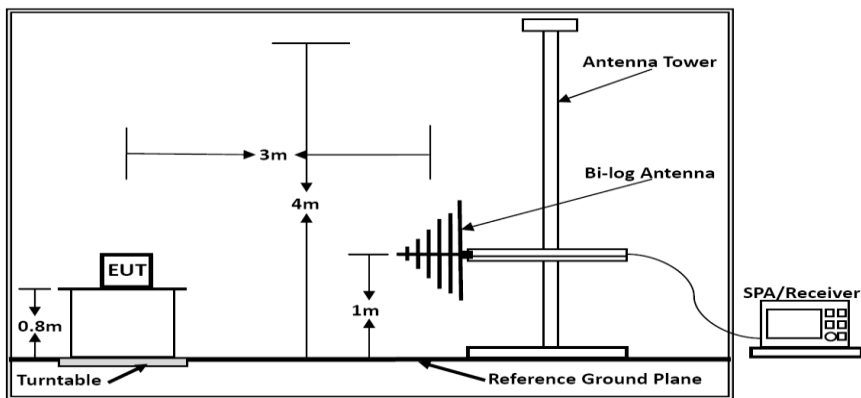 Antenna Tower
3m
Bi-log Antenna
4m
EUT
SPA/Receiver
0.8m
1m
Turntable
Reference Ground Plane